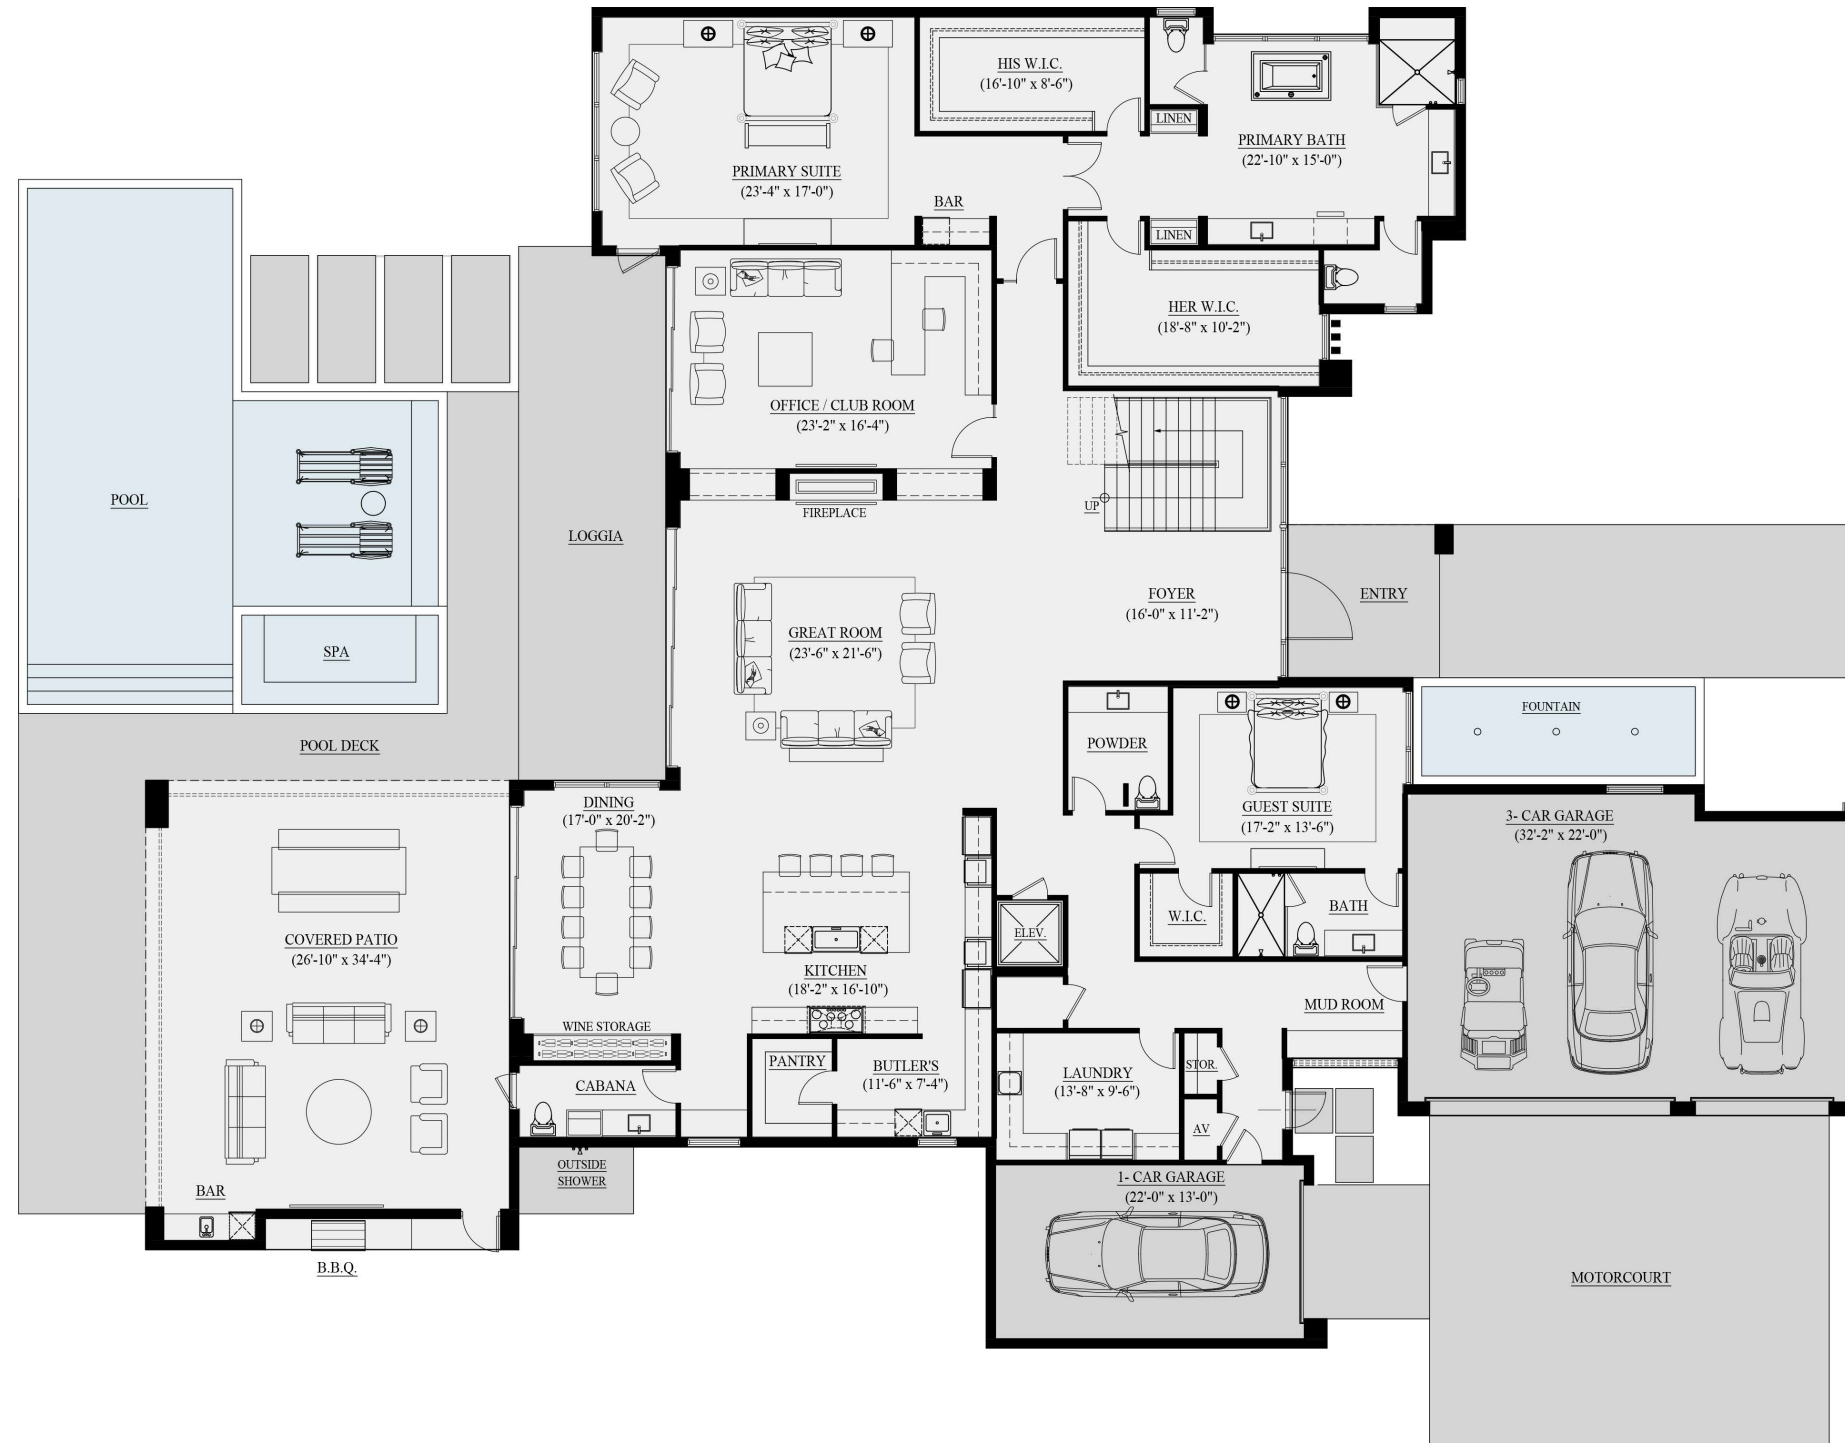 HIS W.I.C.
(16'-10" x 8'-6")
LINEN
PRIMARY BATH
(22'-10" x 15'-0")
PRIMARY SUITE
(23'-4" x 17'-0")
BAR
LINEN
HER W.I.C.
(18'-8" x 10'-2")
OFFICE / CLUB ROOM
(23'-2" x 16'-4")
POOL
UP
FIREPLACE
LOGGIA
FOYER
(16'-0" x 11'-2")
ENTRY
GREAT ROOM
(23'-6" x 21'-6")
SPA
FOUNTAIN
POOL DECK
POWDER
DINING
(17'-0" x 20'-2")
GUEST SUITE
(17'-2" x 13'-6")
3- CAR GARAGE
(32'-2" x 22'-0")
W.I.C.
BATH
ELEV.
COVERED PATIO
(26'-10" x 34'-4")
KITCHEN
(18'-2" x 16'-10")
MUD ROOM
WINE STORAGE
PANTRY
BUTLER'S
(11'-6" x 7'-4")
STOR.
LAUNDRY
(13'-8" x 9'-6")
CABANA
AV
OUTSIDE
SHOWER
1- CAR GARAGE
(22'-0" x 13'-0")
BAR
B.B.Q.
MOTORCOURT